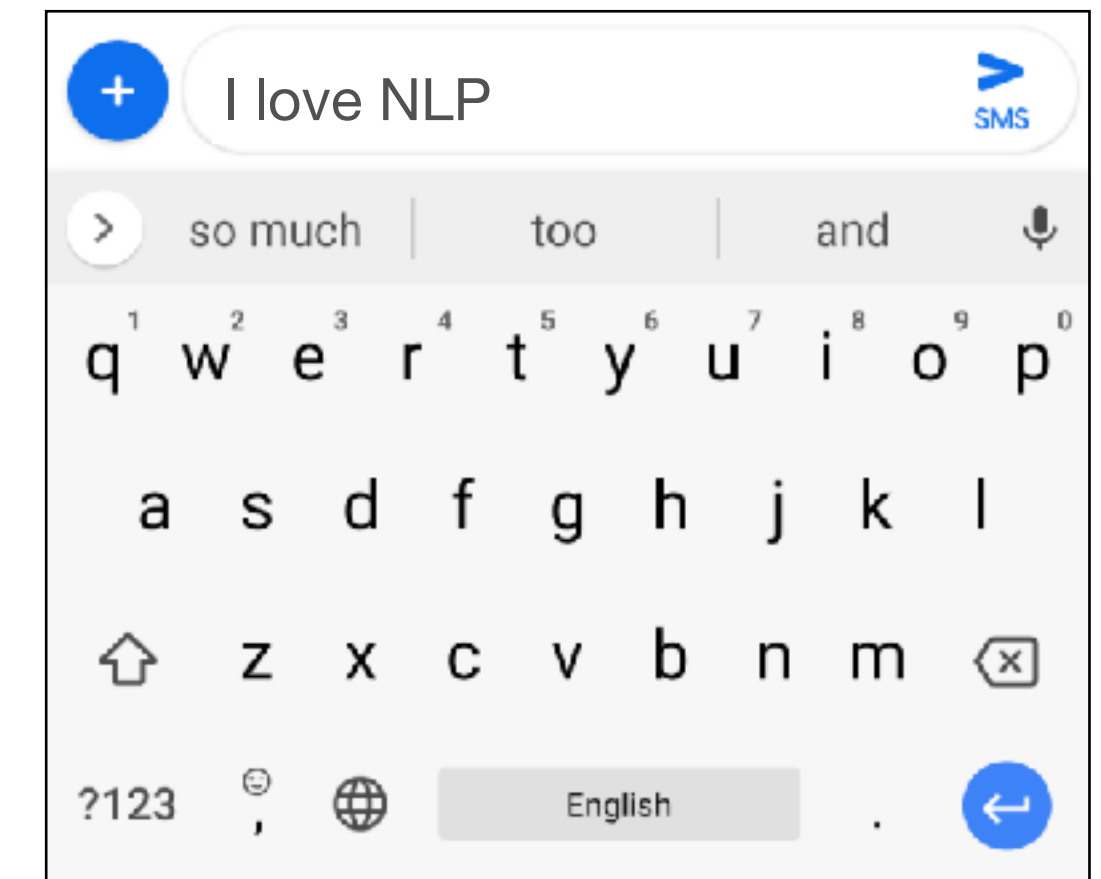 I love NLP
SMS
so much too and
1 2 3 4 5 6 7 8 9 0
q w e r t y u i o p
a s d f g h j k l
z x c v b n m
?123 , English .